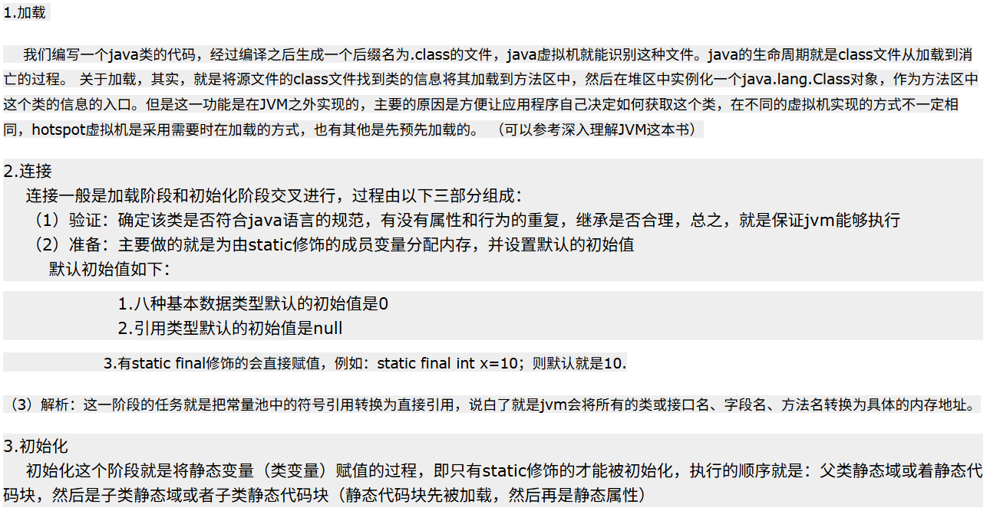 1.加载
我们编写一个java类的代码，经过编译之后生成一个后缀名为.class的文件，java虚拟机就能识别这种文件。java的生命周期就是class文件从加载到消
亡的过程。 关于加载，其实，就是将源文件的class文件找到类的信息将其加载到方法区中，然后在堆区中实例化一个java.lang.Class对象，作为方法区中
这个类的信息的入口。但是这一功能是在JVM之外实现的，主要的原因是方便让应用程序自己决定如何获取这个类，在不同的虚拟机实现的方式不一定相
同，hotspot虚拟机是采用需要时在加载的方式，也有其他是先预先加载的。 （可以参考深入理解JVM这本书）
2.连接
连接一般是加载阶段和初始化阶段交叉进行，过程由以下三部分组成：
（1）验证：确定该类是否符合java语言的规范，有没有属性和行为的重复，继承是否合理，总之，就是保证jvm能够执行
（2）准备：主要做的就是为由static修饰的成员变量分配内存，并设置默认的初始值
默认初始值如下：
1.八种基本数据类型默认的初始值是0
2.引用类型默认的初始值是null
3.有static final修饰的会直接赋值，例如：static final int x=10；则默认就是10.
（3）解析：这一阶段的任务就是把常量池中的符号引用转换为直接引用，说白了就是jvm会将所有的类或接口名、字段名、方法名转换为具体的内存地址。
3.初始化
初始化这个阶段就是将静态变量（类变量）赋值的过程，即只有static修饰的才能被初始化，执行的顺序就是：父类静态域或着静态代
码块，然后是子类静态域或者子类静态代码块（静态代码块先被加载，然后再是静态属性）